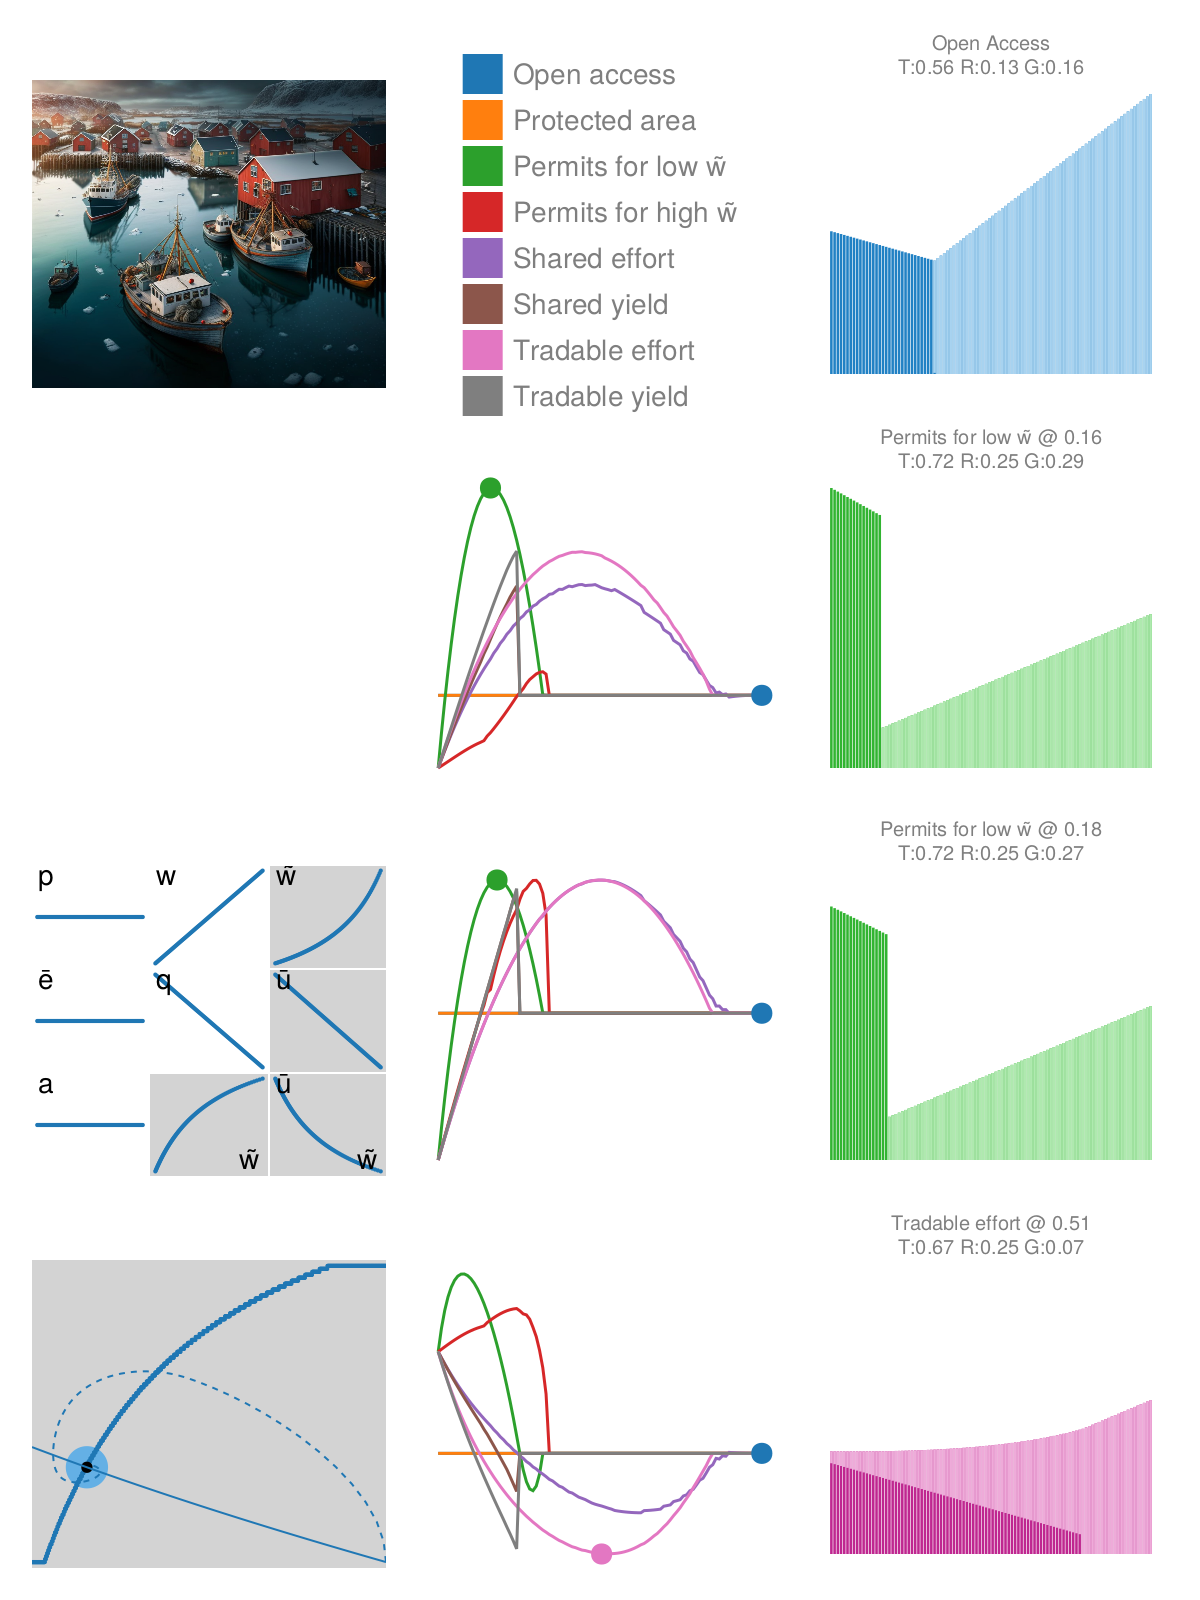 Open access
Protected area
Permits for low w̃
Permits for high w̃
Shared effort
Shared yield
Tradable effort
Tradable yield
Open Access
T:0.56 R:0.13 G:0.16
Permits for low w̃ @ 0.16
T:0.72 R:0.25 G:0.29
Permits for low w̃ @ 0.18
T:0.72 R:0.25 G:0.27
p
w
w̃
ē
q
ū
a
w̃
ū
w̃
Tradable effort @ 0.51
T:0.67 R:0.25 G:0.07